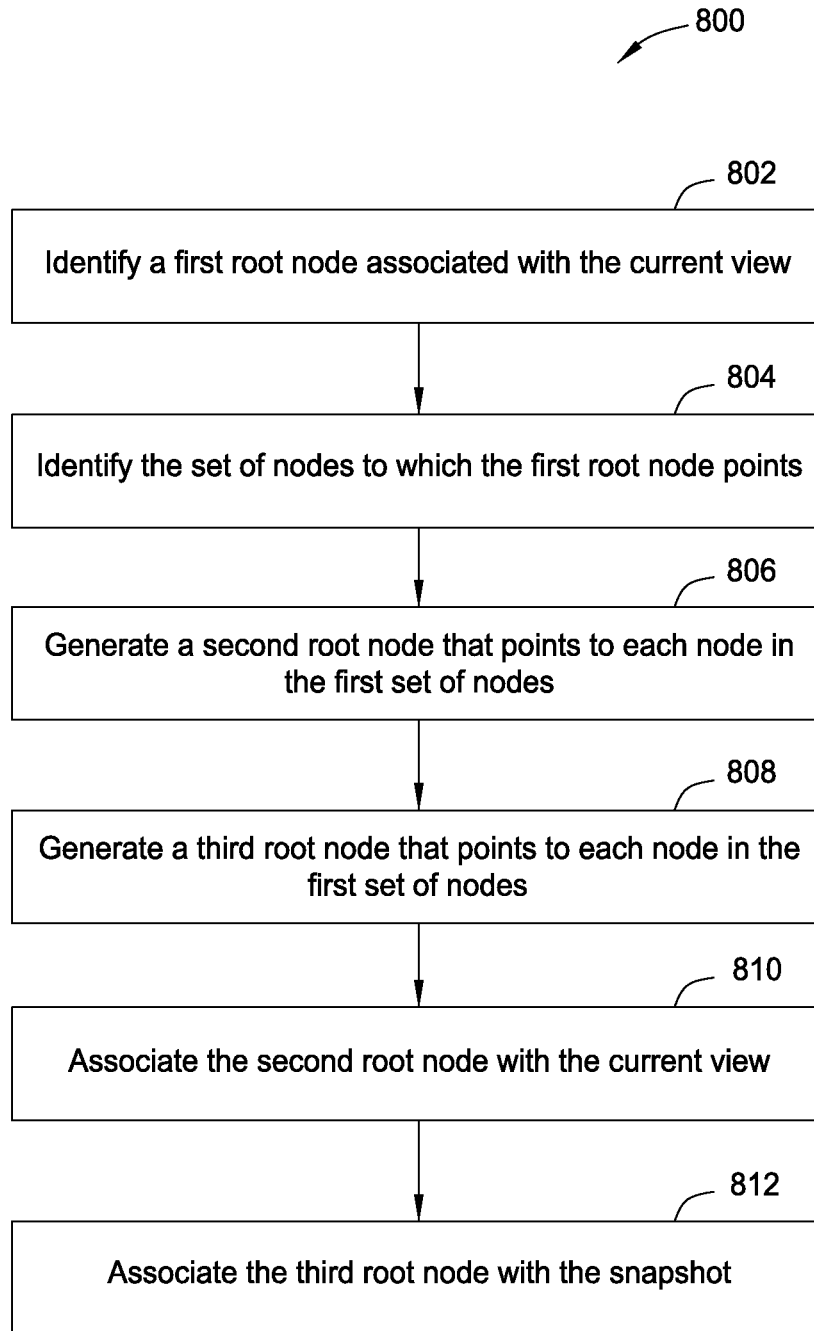 800
802
Identify a first root node associated with the current view
804
Identify the set of nodes to which the first root node points
806
Generate a second root node that points to each node in
the first set of nodes
808
Generate a third root node that points to each node in the
first set of nodes
810
Associate the second root node with the current view
812
Associate the third root node with the snapshot